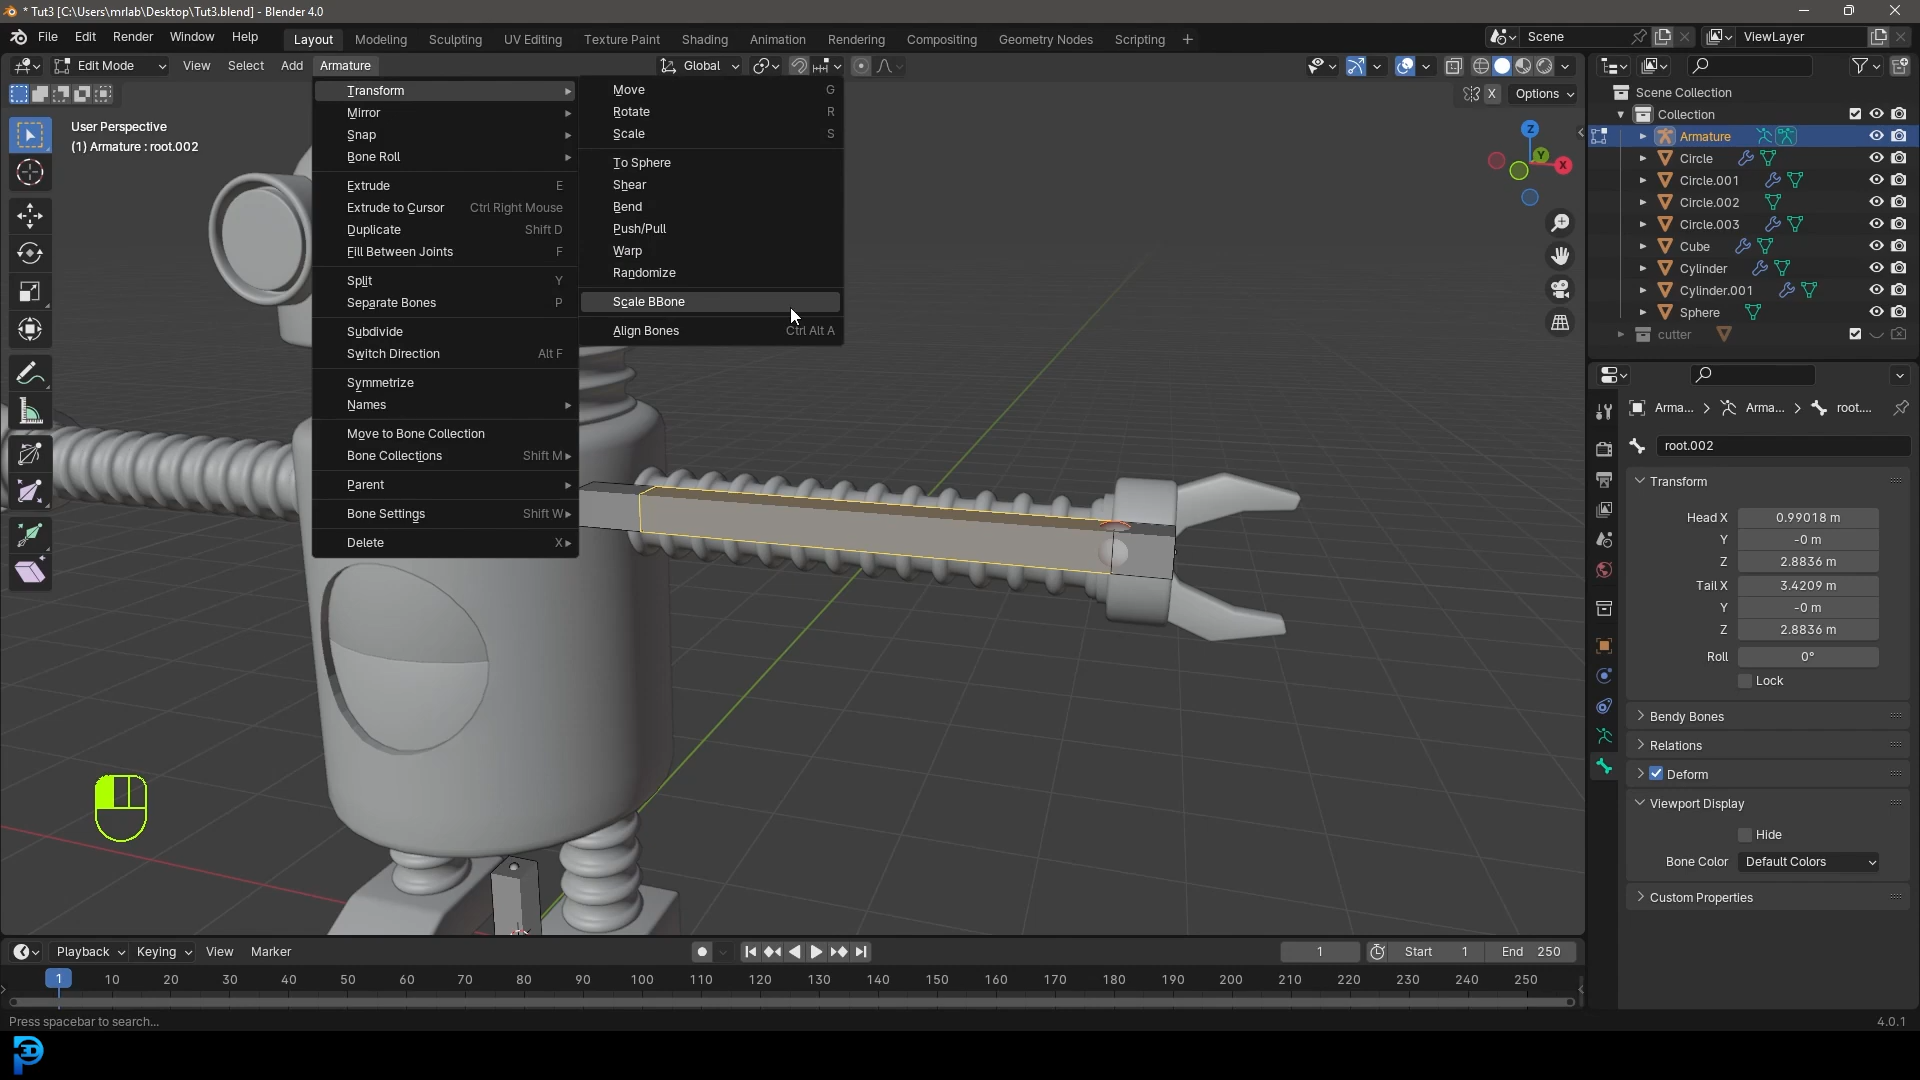 * Tut3 [C:\Users\mrlab\Desktop\Tut3.blend] - Blender 4.0
File Edit Render Window Help Layout Modeling Sculpting UV Editing Texture Paint Shading Animation Rendering Compositing Geometry Nodes Scripting + Scene ViewLayer
Edit Mode View Select Add Armature Global
X Options
User Perspective
(1) Armature : root.002
Transform
Mirror
Snap
Bone Roll
Extrude E
Extrude to Cursor Ctrl Right Mouse
Duplicate Shift D
Fill Between Joints F
Split Y
Separate Bones P
Subdivide
Switch Direction Alt F
Symmetrize
Names
Move to Bone Collection
Bone Collections Shift M
Parent
Bone Settings Shift W
Delete X
Move G
Rotate R
Scale S
To Sphere
Shear
Bend
Push/Pull
Warp
Randomize
Scale BBone
Align Bones Ctrl Alt A
Z
Y
X
Scene Collection
Collection
Armature
Circle
Circle.001
Circle.002
Circle.003
Cube
Cylinder
Cylinder.001
Sphere
cutter
Arma... > Arma... > root....
root.002
Transform
Head X 0.99018 m
Y -0 m
Z 2.8836 m
Tail X 3.4209 m
Y -0 m
Z 2.8836 m
Roll 0°
Lock
Bendy Bones
Relations
Deform
Viewport Display
Hide
Bone Color Default Colors
Custom Properties
Playback Keying View Marker 1 Start 1 End 250
1 10 20 30 40 50 60 70 80 90 100 110 120 130 140 150 160 170 180 190 200 210 220 230 240 250
Press spacebar to search... 4.0.1
P3D